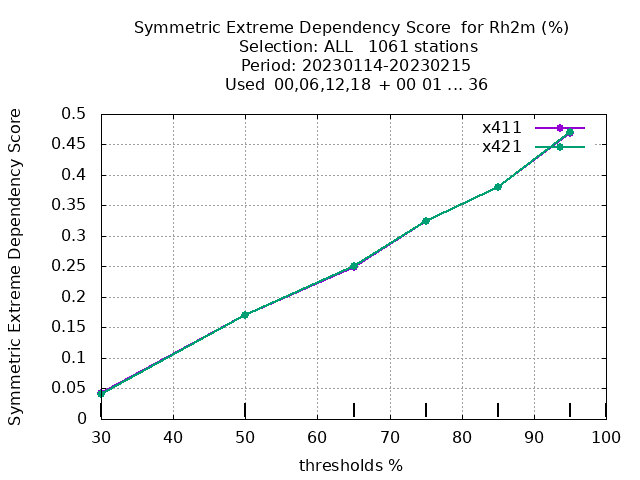 Symmetric Extreme Dependency Score  for Rh2m (%)
Selection: ALL   1061 stations
Period: 20230114-20230215
Used  00,06,12,18  + 00 01 ... 36
Symmetric Extreme Dependency Score
0.5
0.45
0.4
0.35
0.3
0.25
0.2
0.15
0.1
0.05
0
x411
x421
30 40 50 60 70 80 90 100
thresholds %